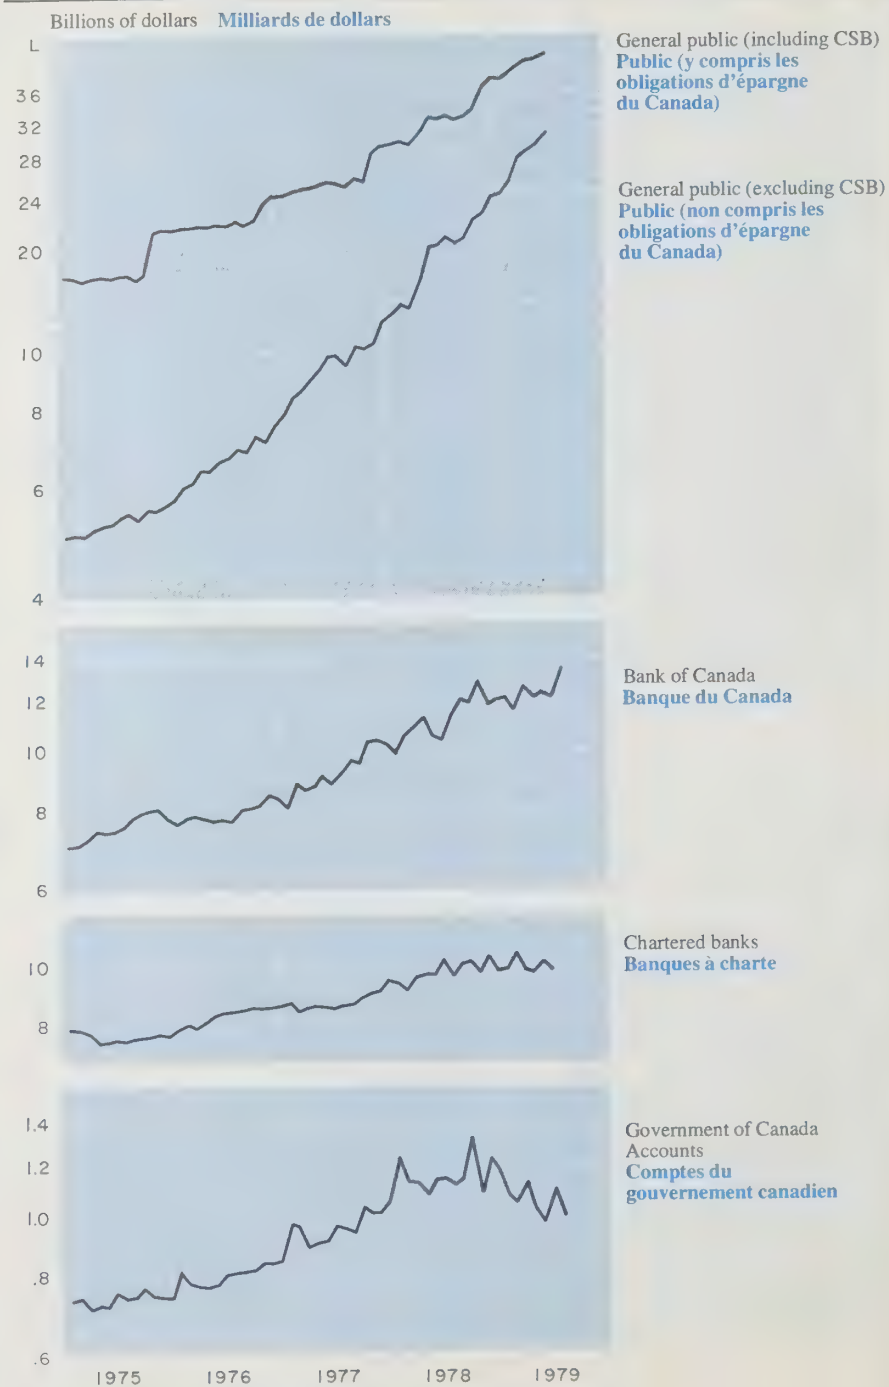 Billions of dollars Milliards de dollars
L
36
32
28
24
20
10
8
6
4
General public (including CSB)
Public (y compris les
obligations d'épargne
du Canada)
General public (excluding CSB)
Public (non compris les
obligations d'épargne
du Canada)
14
12
10
8
6
Bank of Canada
Banque du Canada
10
8
Chartered banks
Banques à charte
1.4
1.2
1.0
.8
.6
Government of Canada
Accounts
Comptes du
gouvernement canadien
1975 1976 1977 1978 1979